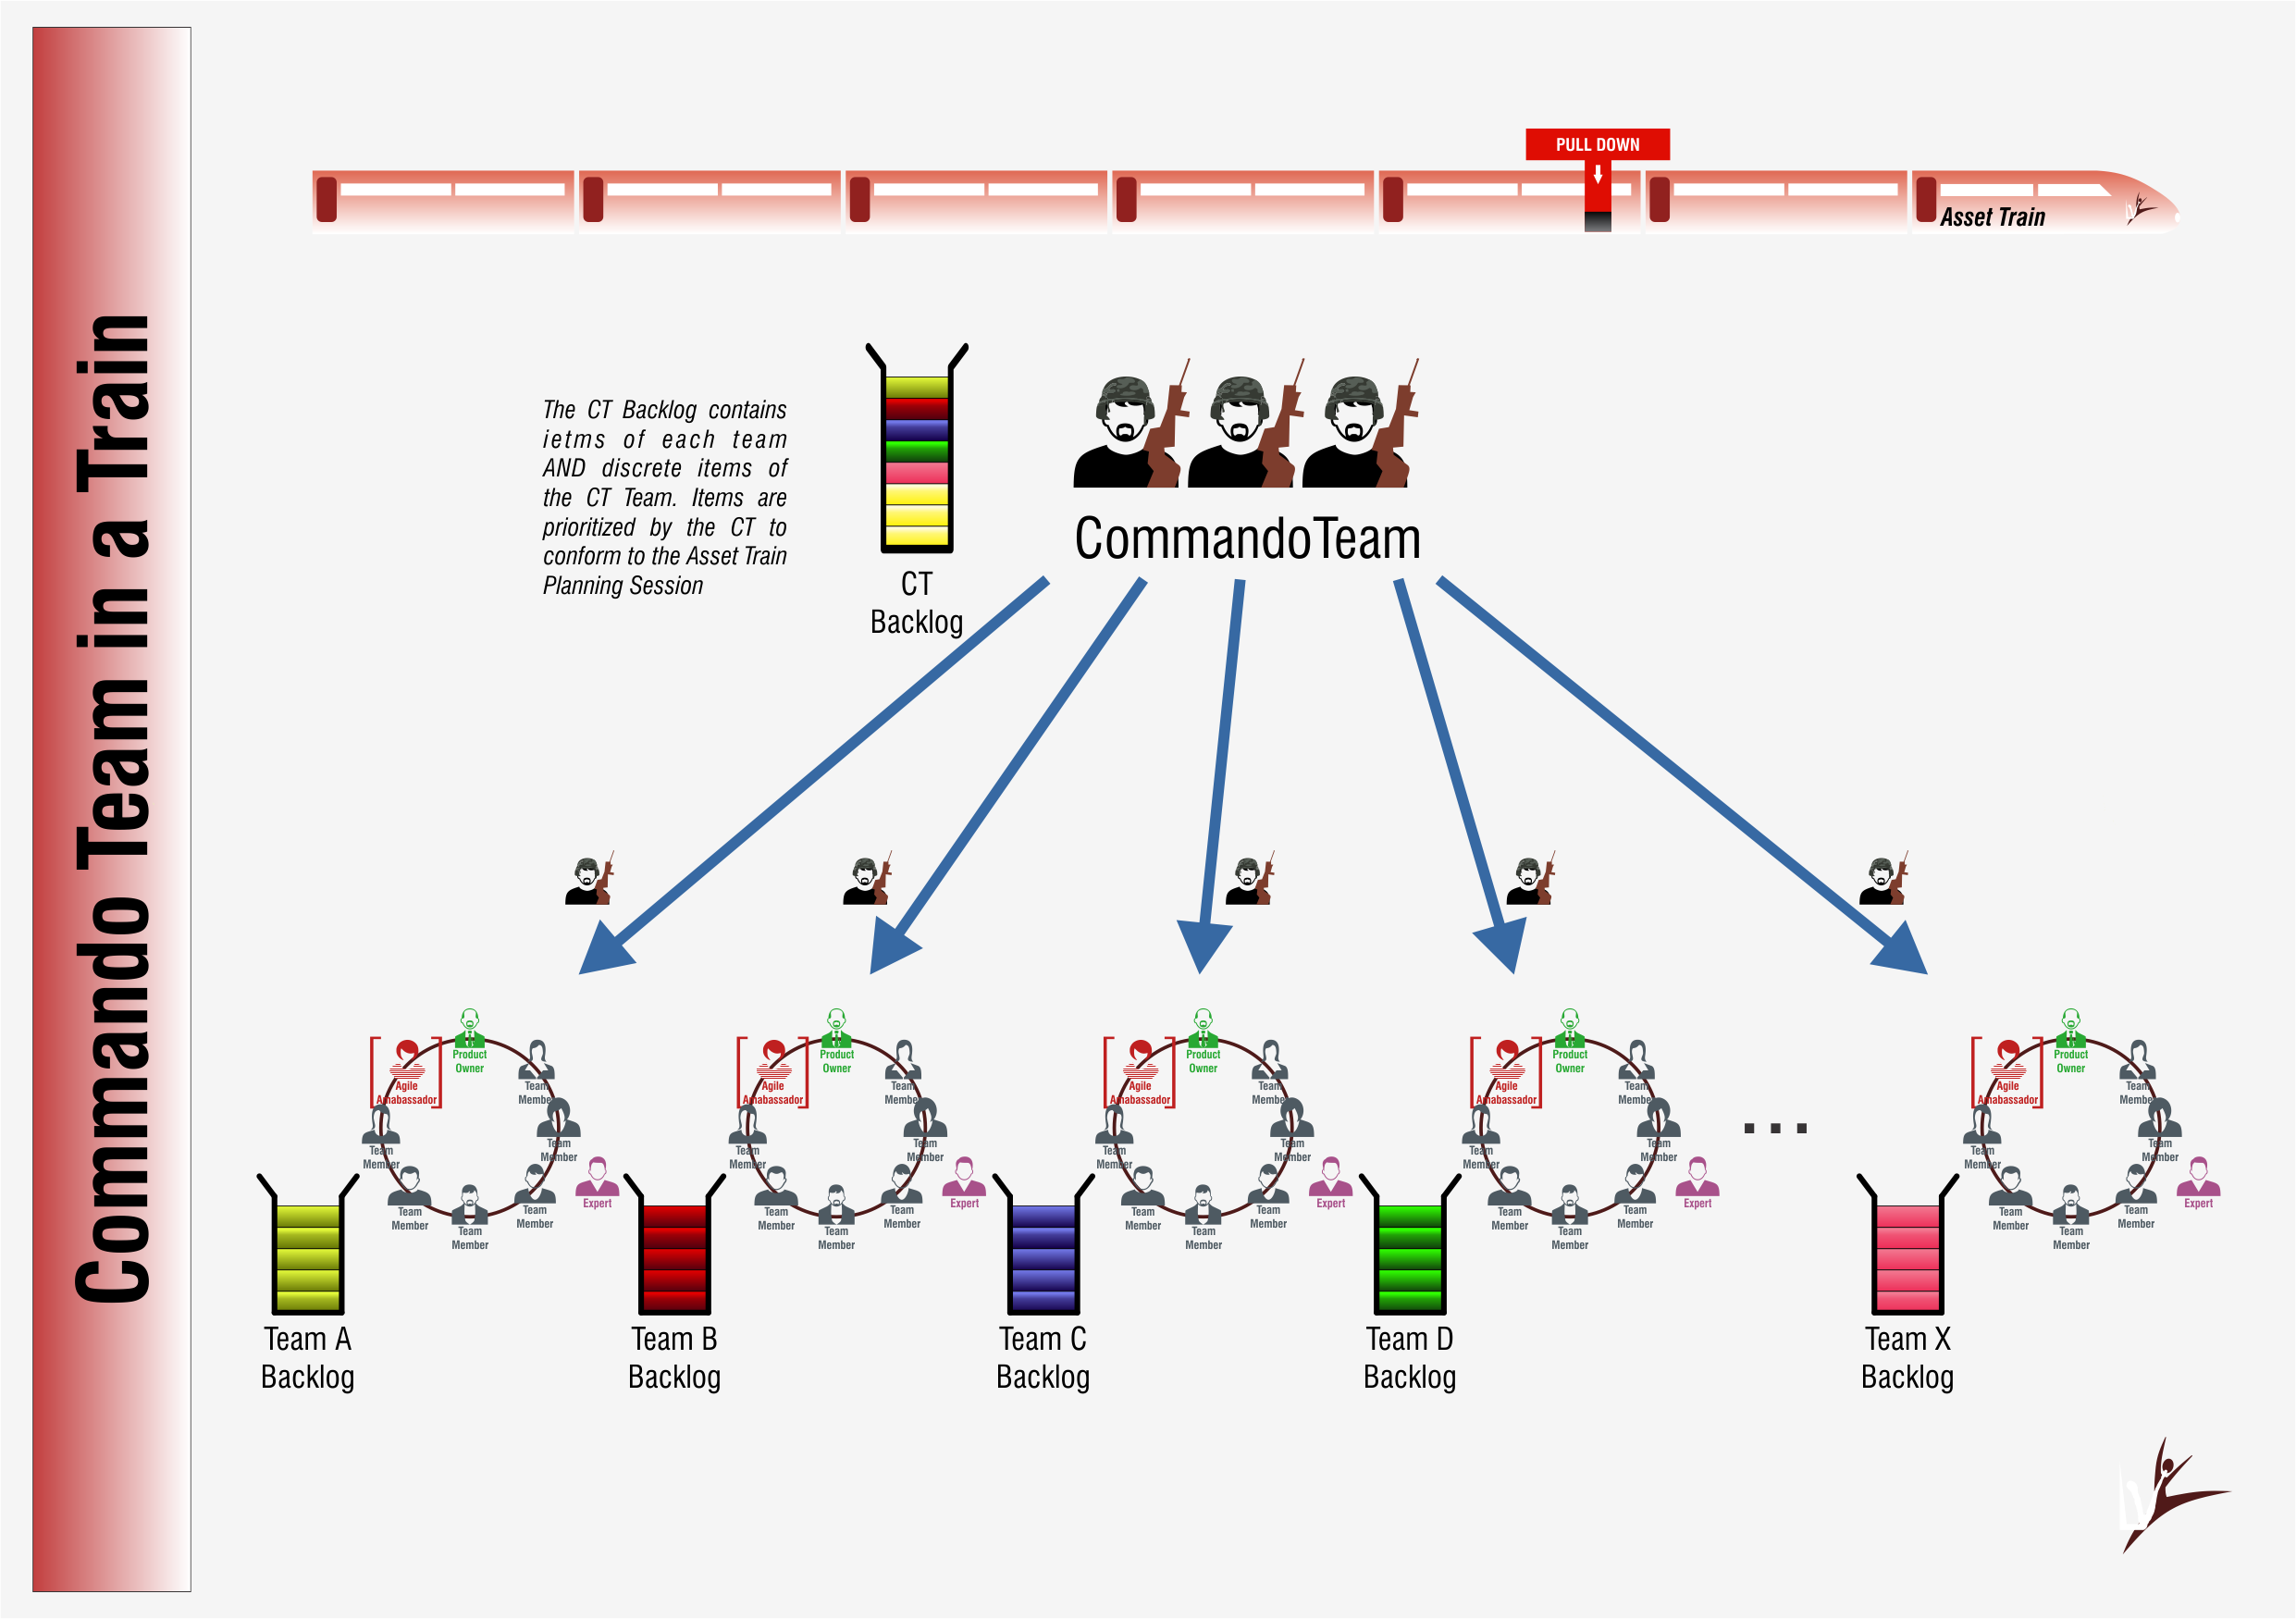 Commando Team in a Train
PULL DOWN
Asset Train
The CT Backlog contains
ietms of each team
AND discrete items of
the CT Team. Items are
prioritized by the CT to
conform to the Asset Train
Planning Session
CT
Backlog
CommandoTeam
Product
Owner
Agile
Amabassador
Team
Member
Team
Member
Team
Member
Team
Member
Team
Member
Team
Member
Expert
Team A
Backlog
Product
Owner
Agile
Amabassador
Team
Member
Team
Member
Team
Member
Team
Member
Team
Member
Team
Member
Expert
Team B
Backlog
Product
Owner
Agile
Amabassador
Team
Member
Team
Member
Team
Member
Team
Member
Team
Member
Team
Member
Expert
Team C
Backlog
Product
Owner
Agile
Amabassador
Team
Member
Team
Member
Team
Member
Team
Member
Team
Member
Team
Member
Expert
Team D
Backlog
...
Product
Owner
Agile
Amabassador
Team
Member
Team
Member
Team
Member
Team
Member
Team
Member
Team
Member
Expert
Team X
Backlog